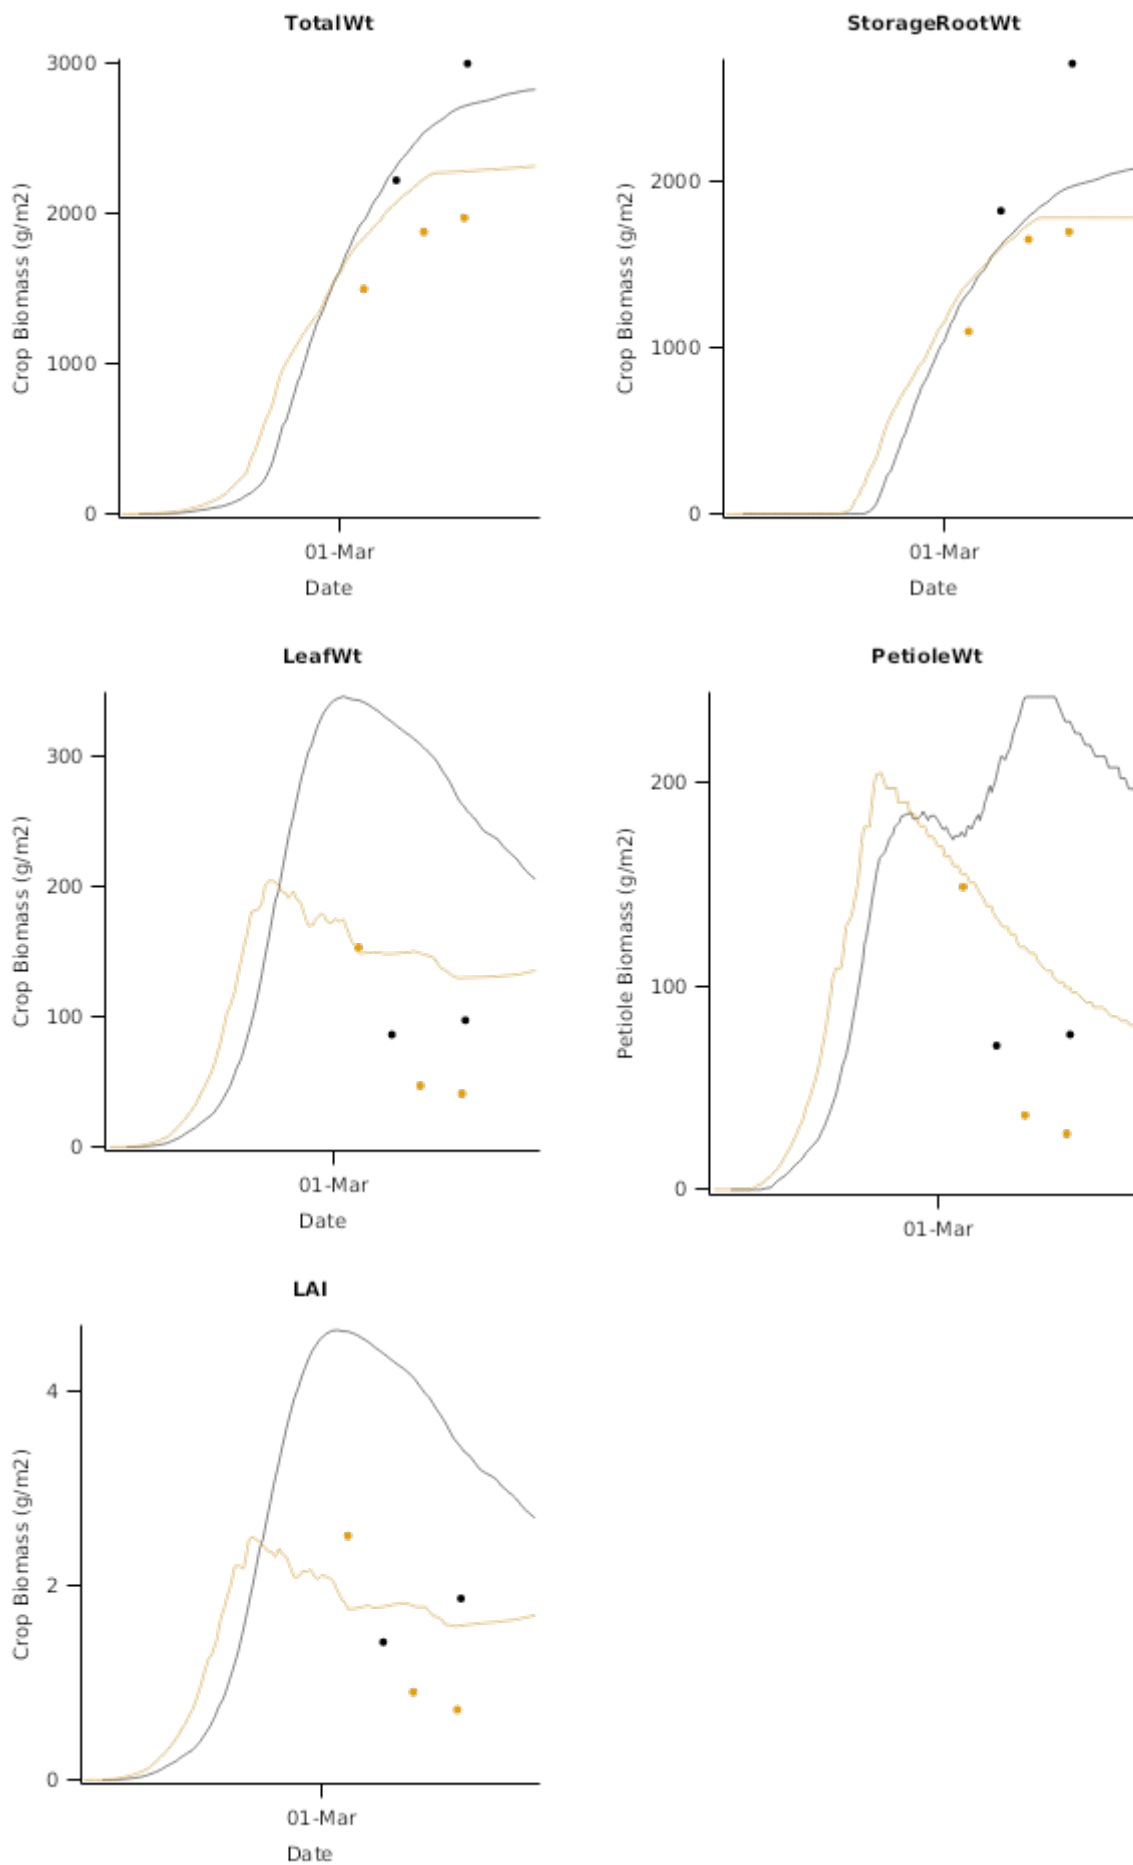 TotalWt
3000
2000
1000
0
Crop Biomass (g/m2)
01-Mar
Date
StorageRootWt
2000
1000
0
Crop Biomass (g/m2)
01-Mar
Date
LeafWt
300
200
100
0
Crop Biomass (g/m2)
01-Mar
Date
PetioleWt
200
100
0
Petiole Biomass (g/m2)
01-Mar
LAI
4
2
0
Crop Biomass (g/m2)
01-Mar
Date